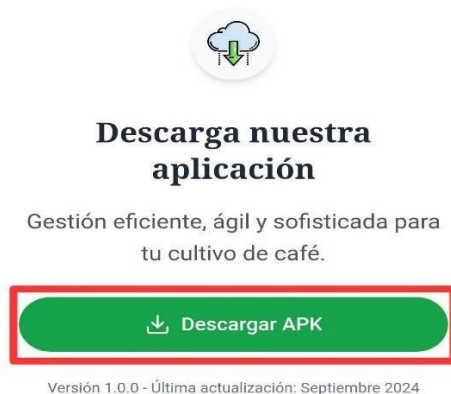 Descarga nuestra
aplicación
Gestión eficiente, ágil y sofisticada para
tu cultivo de café.
Descargar APK
Versión 1.0.0 - Última actualización: Septiembre 2024